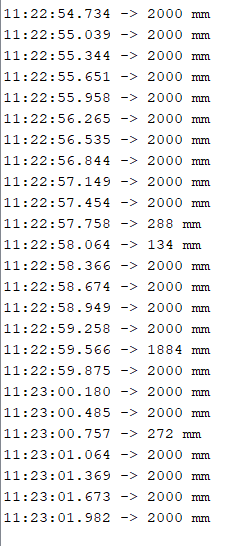 11:22:54.734 -> 2000 mm
11:22:55.039 -> 2000 mm
11:22:55.344 -> 2000 mm
11:22:55.651 -> 2000 mm
11:22:55.958 -> 2000 mm
11:22:56.265 -> 2000 mm
11:22:56.535 -> 2000 mm
11:22:56.844 -> 2000 mm
11:22:57.149 -> 2000 mm
11:22:57.454 -> 2000 mm
11:22:57.758 -> 288 mm
11:22:58.064 -> 134 mm
11:22:58.366 -> 2000 mm
11:22:58.674 -> 2000 mm
11:22:58.949 -> 2000 mm
11:22:59.258 -> 2000 mm
11:22:59.566 -> 1884 mm
11:22:59.875 -> 2000 mm
11:23:00.180 -> 2000 mm
11:23:00.485 -> 2000 mm
11:23:00.757 -> 272 mm
11:23:01.064 -> 2000 mm
11:23:01.369 -> 2000 mm
11:23:01.673 -> 2000 mm
11:23:01.982 -> 2000 mm